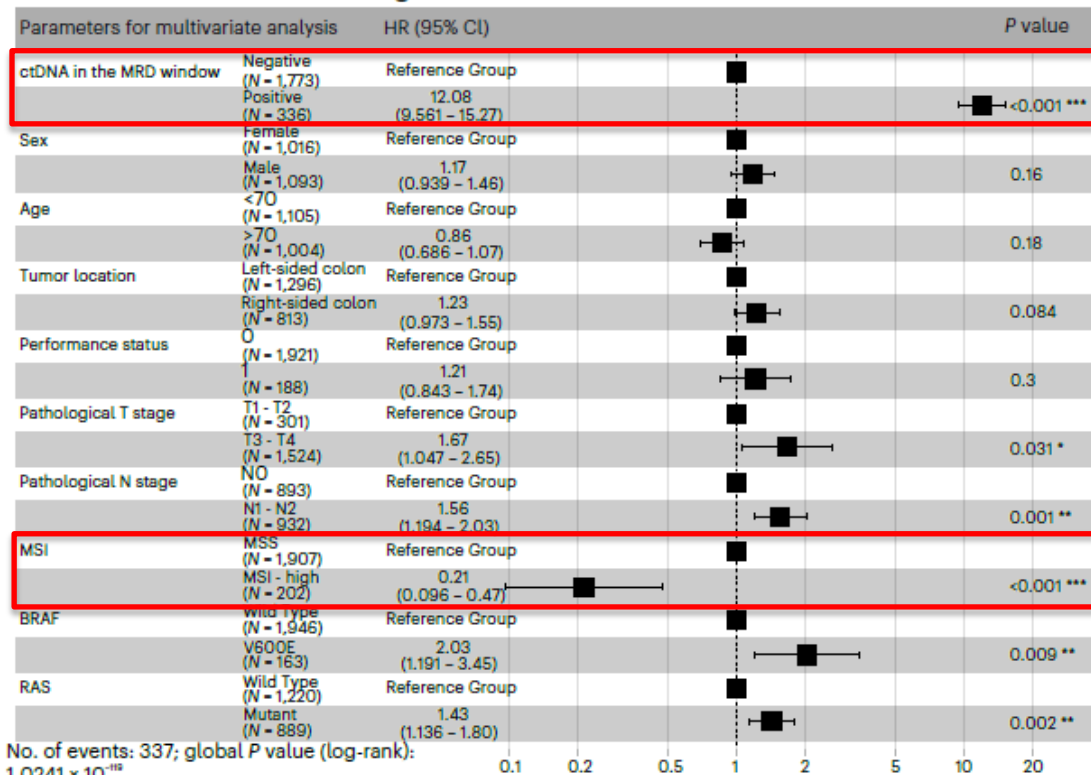 Parameters for multivariate analysis HR (95% CI) P value
ctDNA in the MRD window Negative (N = 1,773) Reference Group
Positive (N = 336) 12.08 (9.561 – 15.27) <0.001 ***
Sex Female (N = 1,016) Reference Group
Male (N = 1,093) 1.17 (0.939 – 1.46) 0.16
Age <70 (N = 1,105) Reference Group
>70 (N = 1,004) 0.86 (0.686 – 1.07) 0.18
Tumor location Left-sided colon (N = 1,296) Reference Group
Right-sided colon (N = 813) 1.23 (0.973 – 1.55) 0.084
Performance status 0 (N = 1,921) Reference Group
1 (N = 188) 1.21 (0.843 – 1.74) 0.3
Pathological T stage T1 - T2 (N = 301) Reference Group
T3 - T4 (N = 1,524) 1.67 (1.047 – 2.65) 0.031 *
Pathological N stage N0 (N = 893) Reference Group
N1 - N2 (N = 932) 1.56 (1.194 – 2.03) 0.001 **
MSI MSS (N = 1,907) Reference Group
MSI - high (N = 202) 0.21 (0.096 – 0.47) <0.001 ***
BRAF Wild Type (N = 1,946) Reference Group
V600E (N = 163) 2.03 (1.191 – 3.45) 0.009 **
RAS Wild Type (N = 1,220) Reference Group
Mutant (N = 889) 1.43 (1.136 – 1.80) 0.002 **
No. of events: 337; global P value (log-rank):
1.0241 x 10
0.1 0.2 0.5 1 2 5 10 20